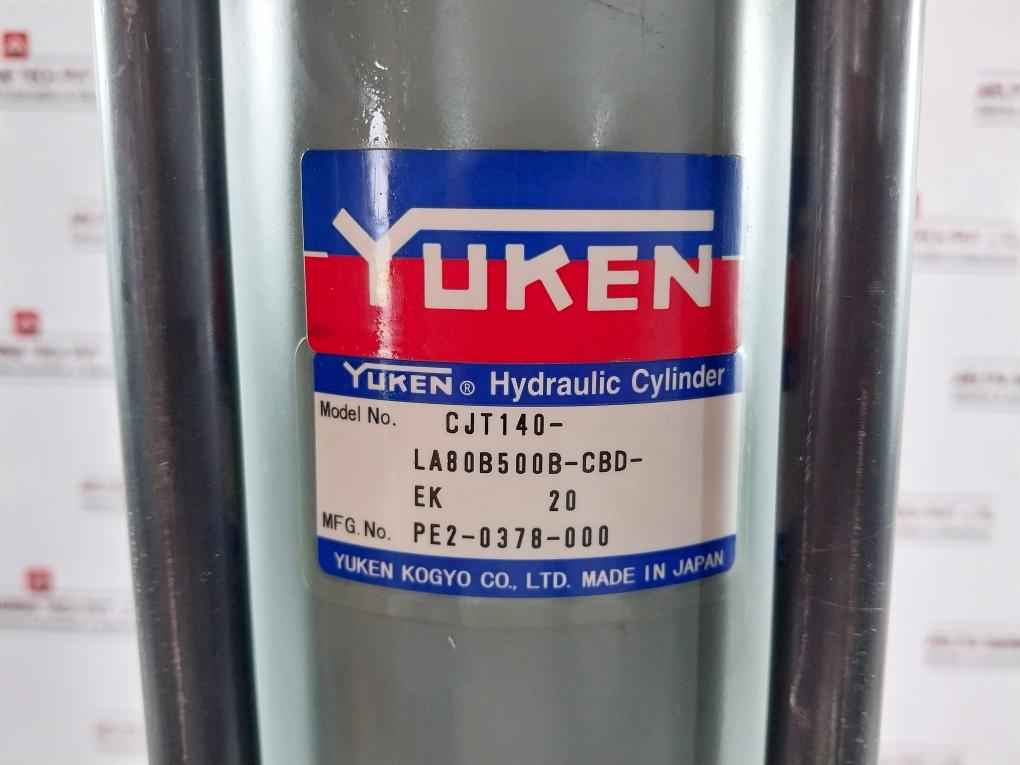 YUKEN
YUKEN® Hydraulic Cylinder
Model No. CJT140-
LA80B500B-CBD-
EK 20
MFG.No. PE2-0378-000
YUKEN KOGYO CO., LTD. MADE IN JAPAN